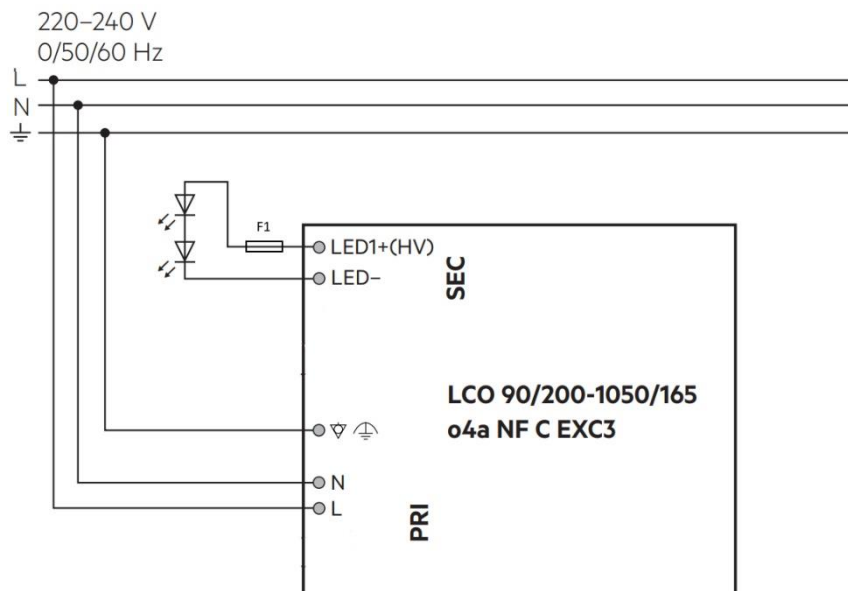 220–240 V
0/50/60 Hz
L
N
F1
LED1+(HV)
LED–
SEC
LCO 90/200-1050/165
o4a NF C EXC3
N
L
PRI